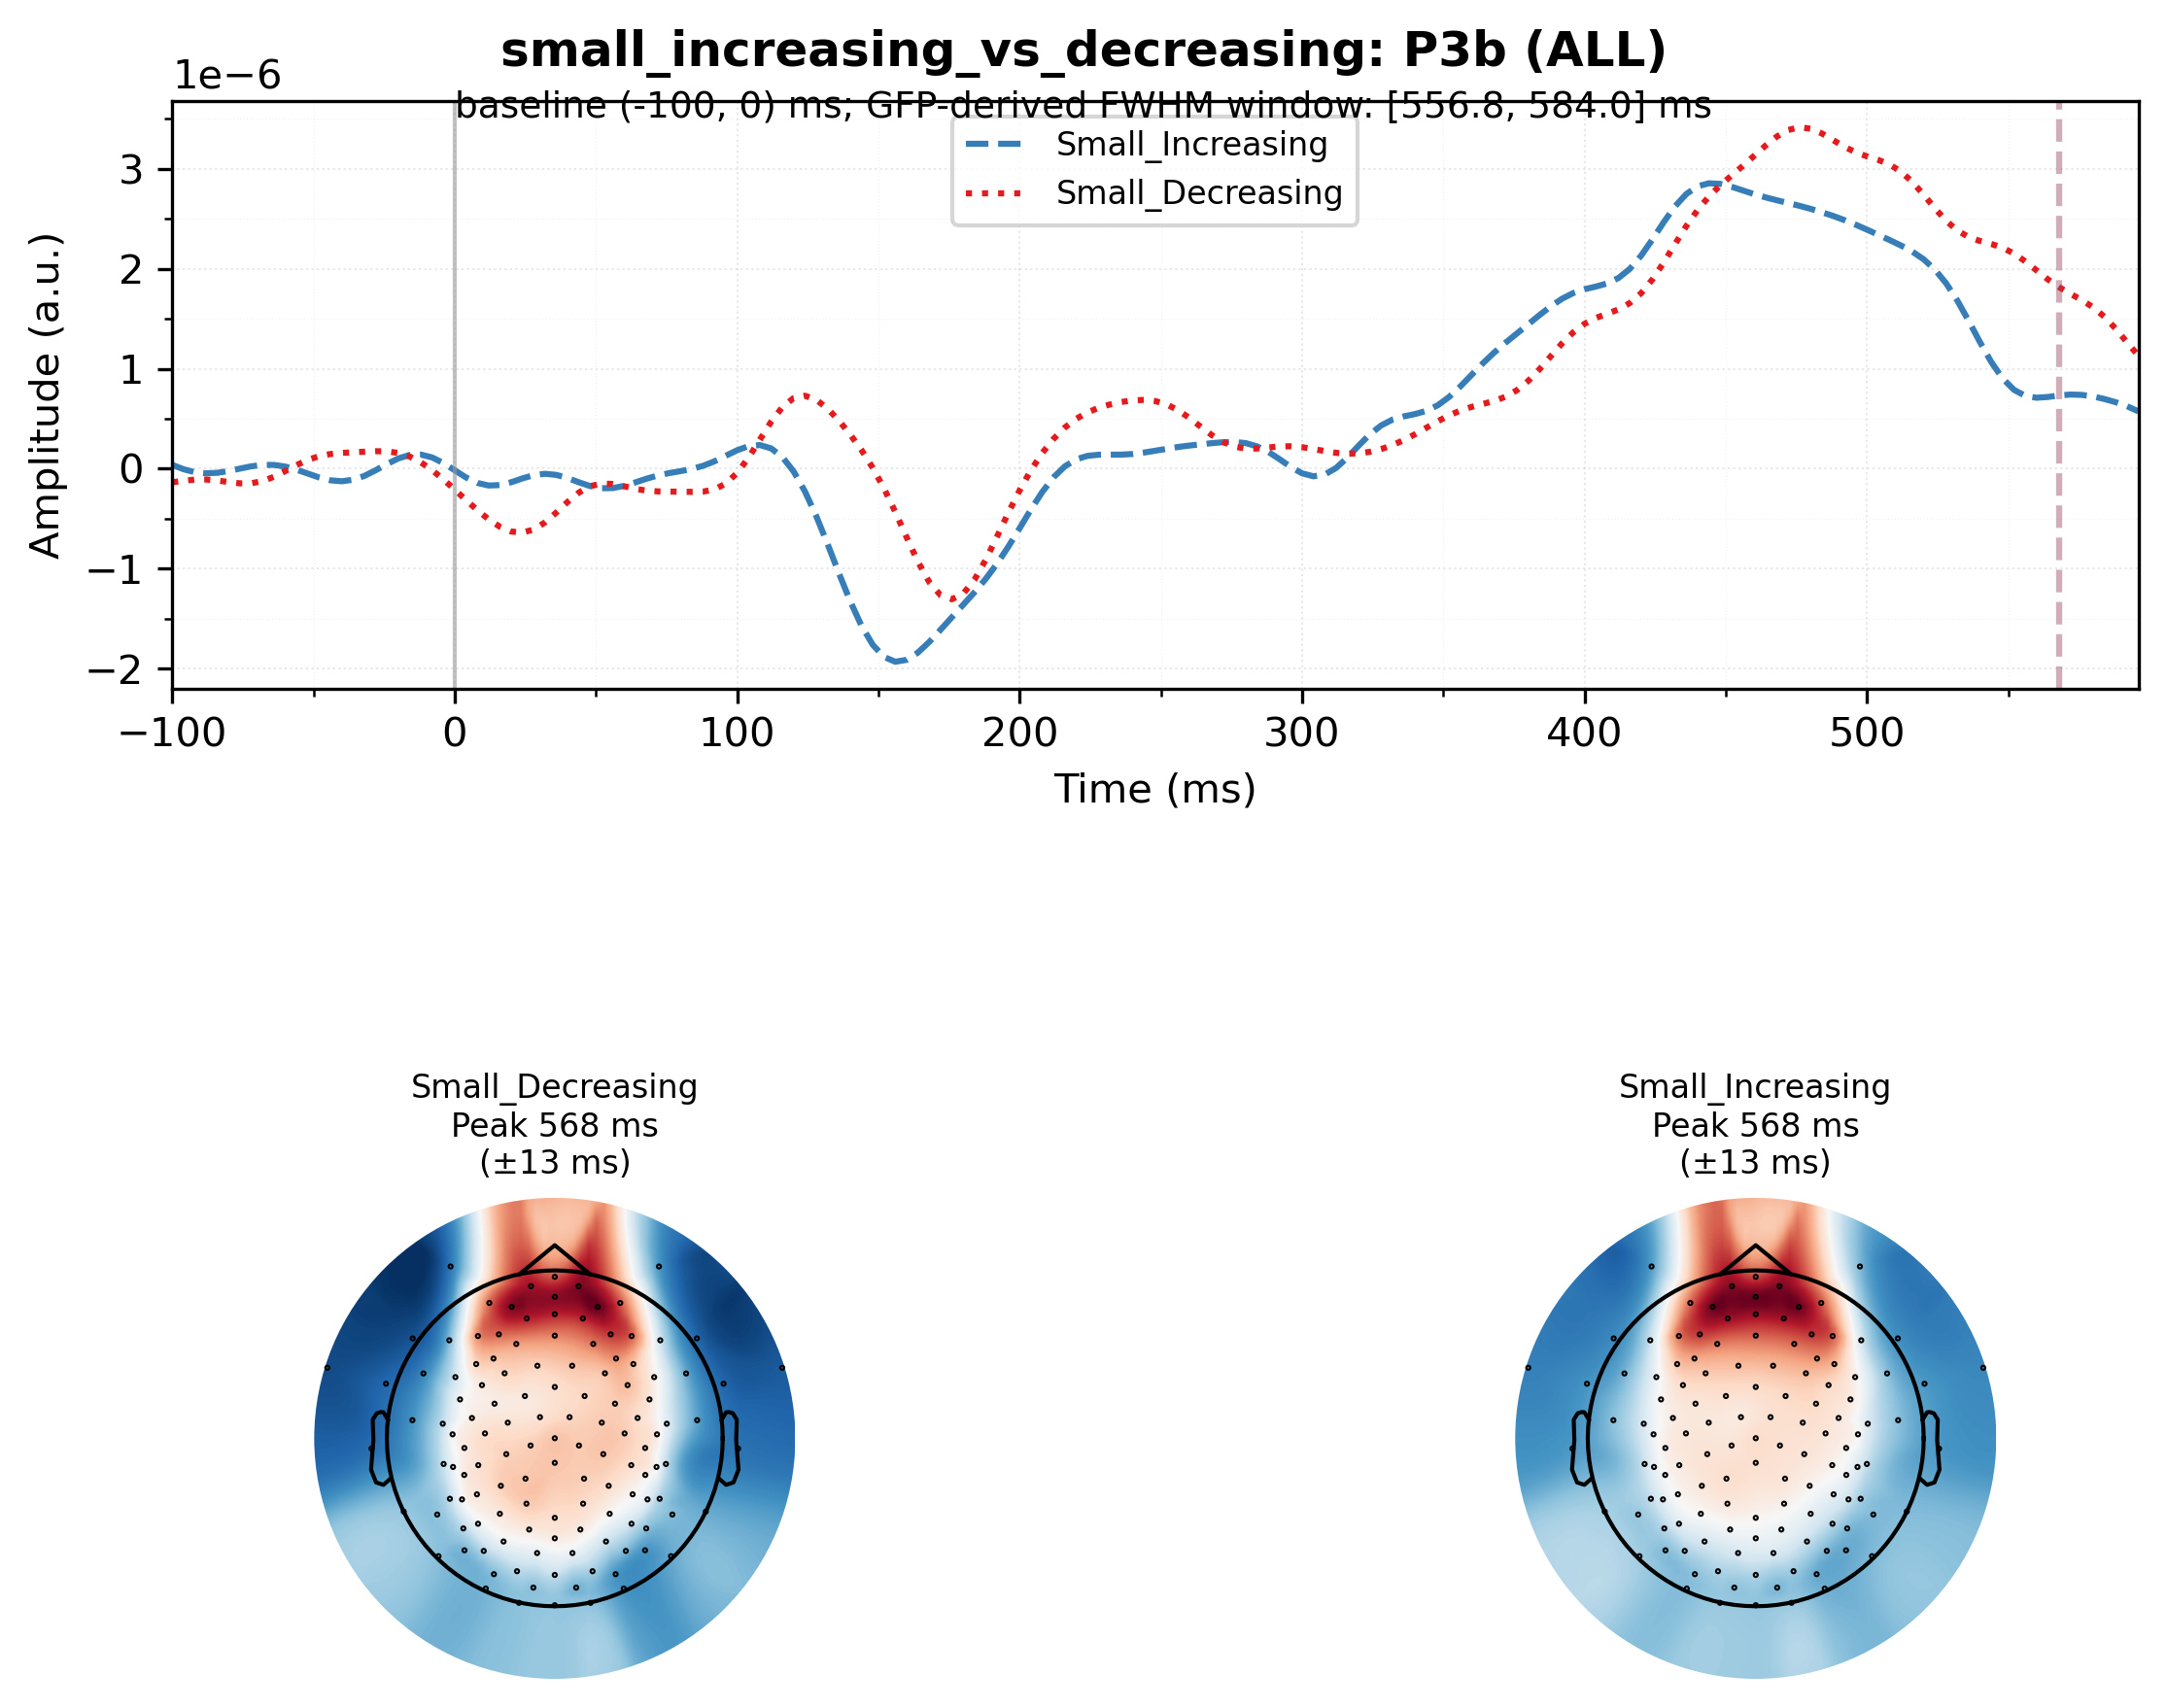 small_increasing_vs_decreasing: P3b (ALL)
1e−6
baseline (-100, 0) ms; GFP-derived FWHM window: [556.8, 584.0] ms
Small_Increasing
Small_Decreasing
3
2
1
0
−1
−2
Amplitude (a.u.)
−100 0 100 200 300 400 500
Time (ms)
Small_Decreasing
Peak 568 ms
(±13 ms)
Small_Increasing
Peak 568 ms
(±13 ms)